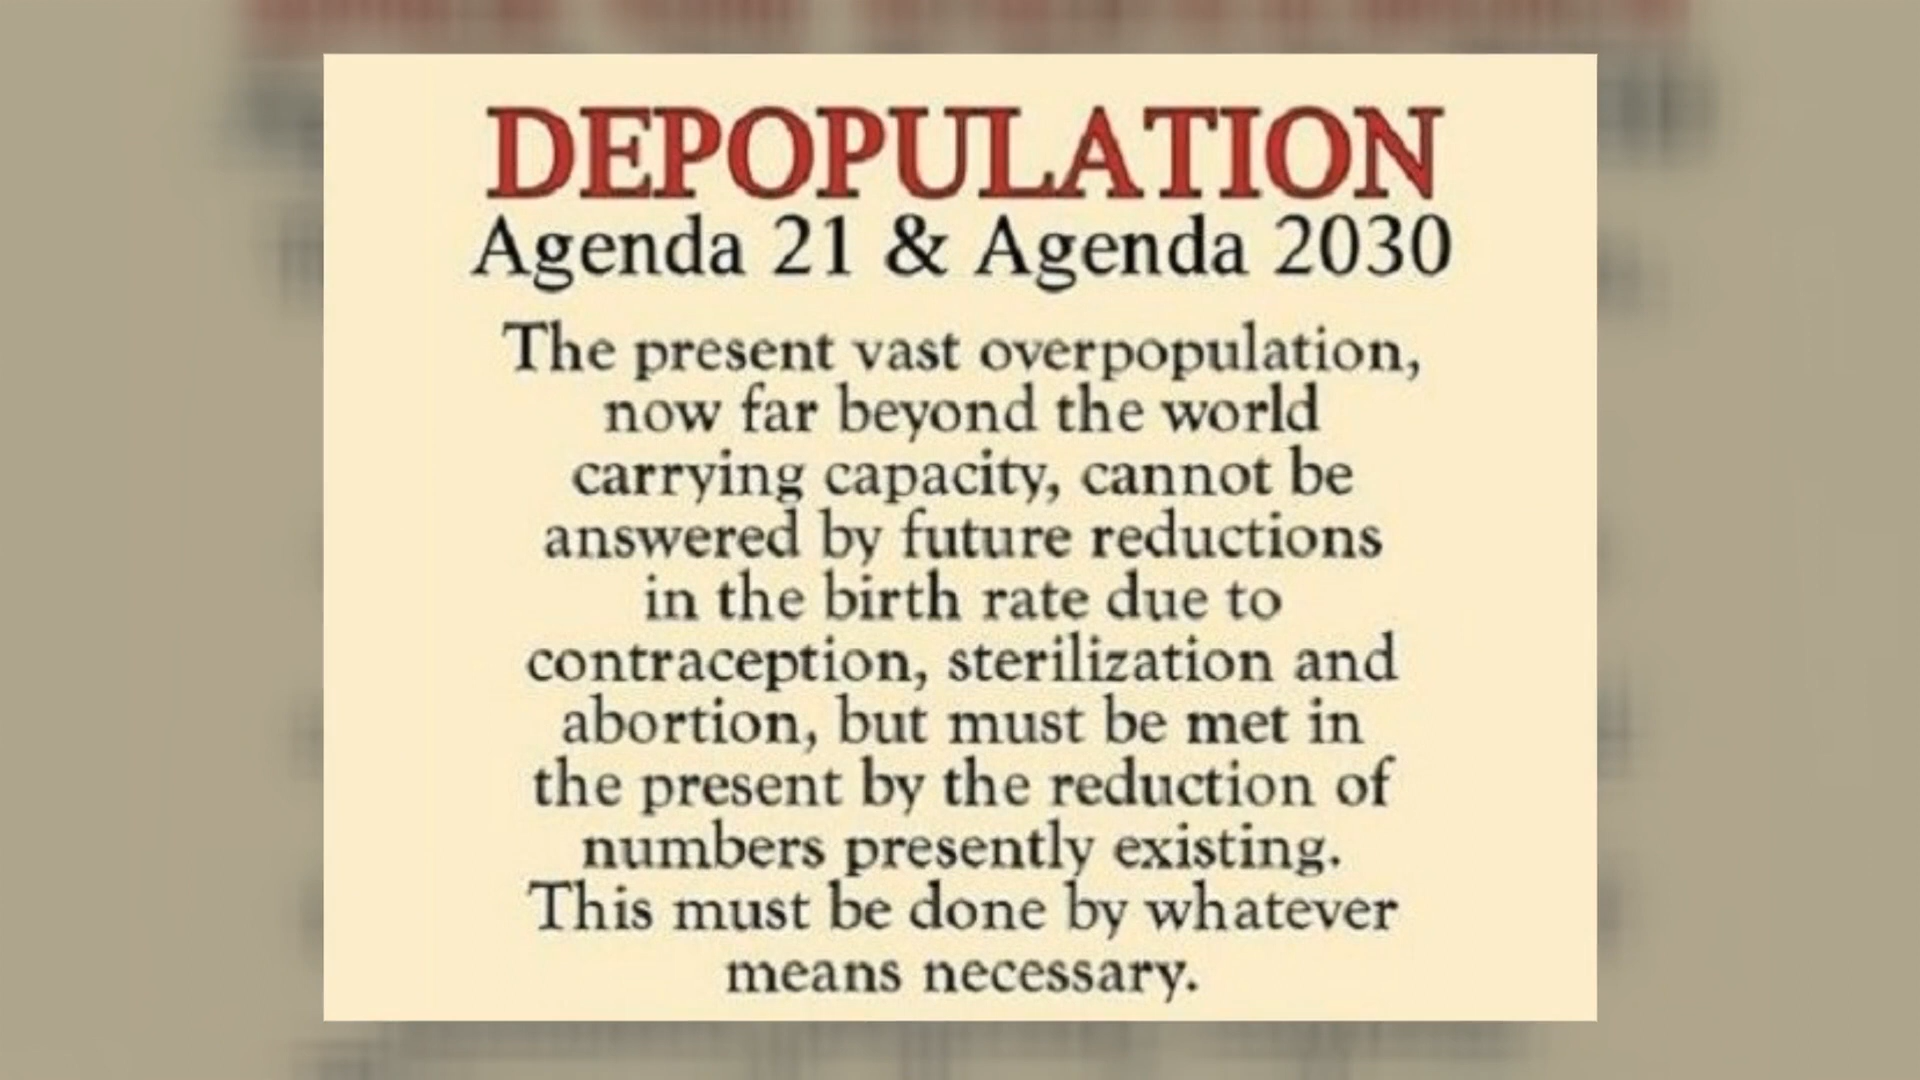 DEPOPULATION
Agenda 21 & Agenda 2030
The present vast overpopulation,
now far beyond the world
carrying capacity, cannot be
answered by future reductions
in the birth rate due to
contraception, sterilization and
abortion, but must be met in
the present by the reduction of
numbers presently existing.
This must be done by whatever
means necessary.